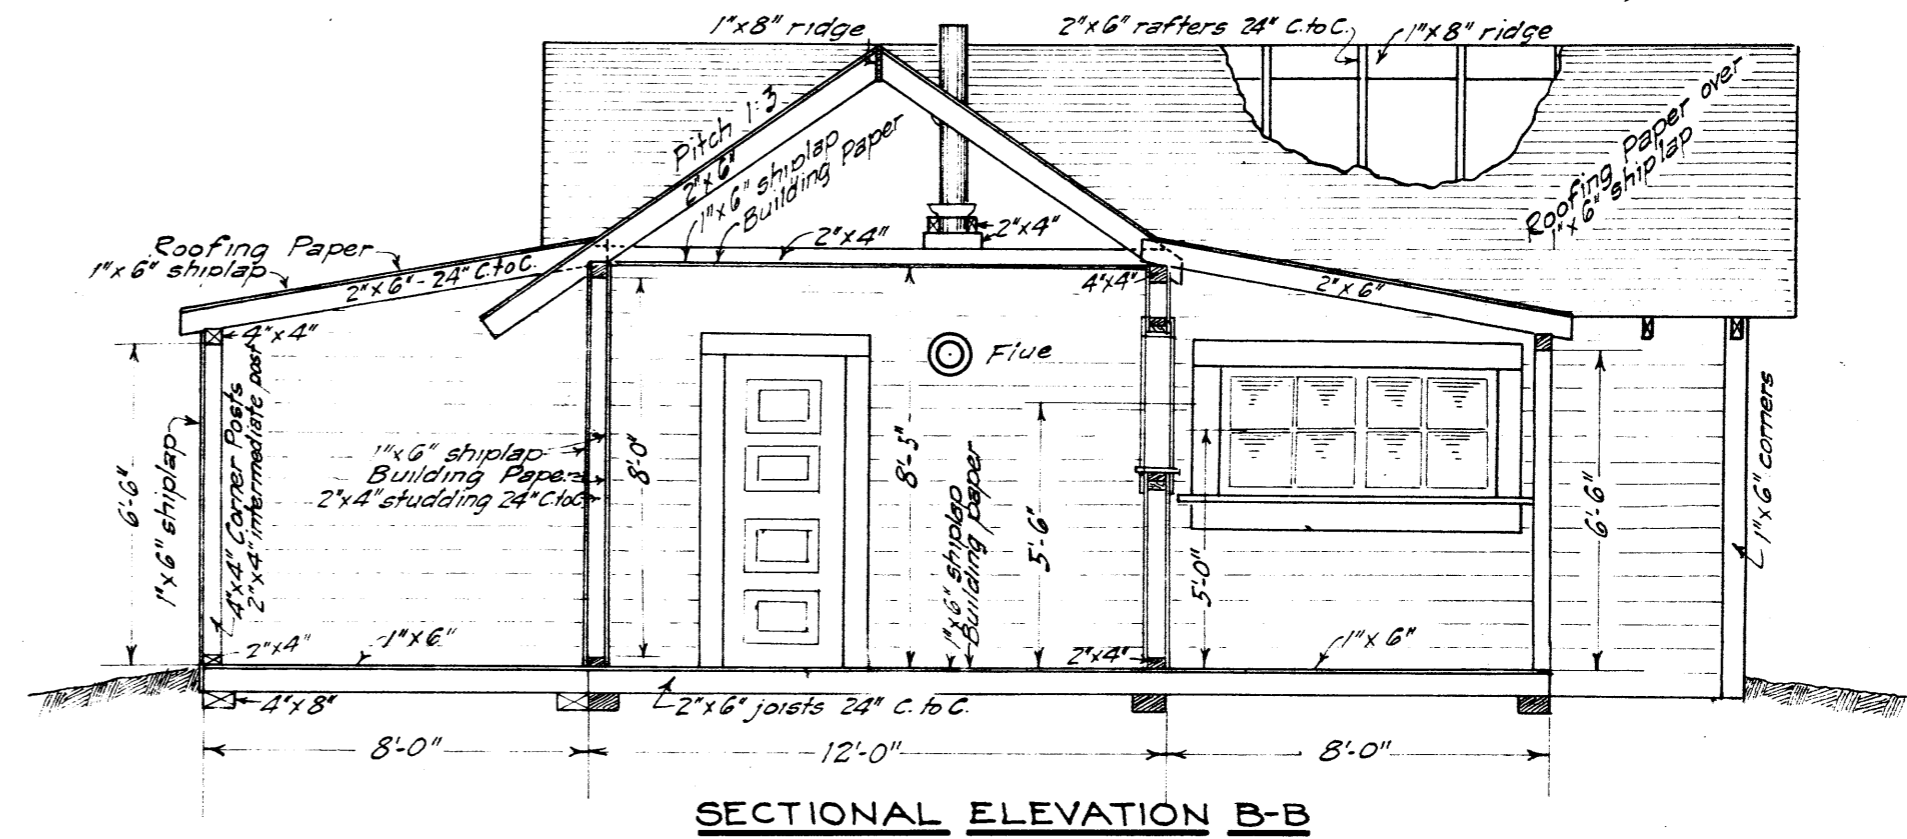 1"x8" ridge
2"x6" rafters 24" C.toC.
1"x8" ridge
Pitch 1:3
2"x6"
1"x6" shiplap
Building Paper
Roofing Paper over
1"x6" shiplap
Roofing Paper
1"x6" shiplap
2"x6"-24" C.toC.
2"x4"
2"x4"
4"x4"
2"x6"
4"x4"
Flue
6'-6"
1"x6" shiplap
4"x4" Corner Posts
2"x4" intermediate post
1"x6" shiplap
Building Paper
2"x4" studding 24" C.toC.
8'-0"
8'-3"
1"x6" shiplap
Building paper
5'-6"
5'-0"
6'-6"
1"x6" corners
2"x4"
1"x6"
2"x4"
1"x6"
4"x8"
2"x6" joists 24" C. to C.
8'-0"
12'-0"
8'-0"
SECTIONAL ELEVATION B-B